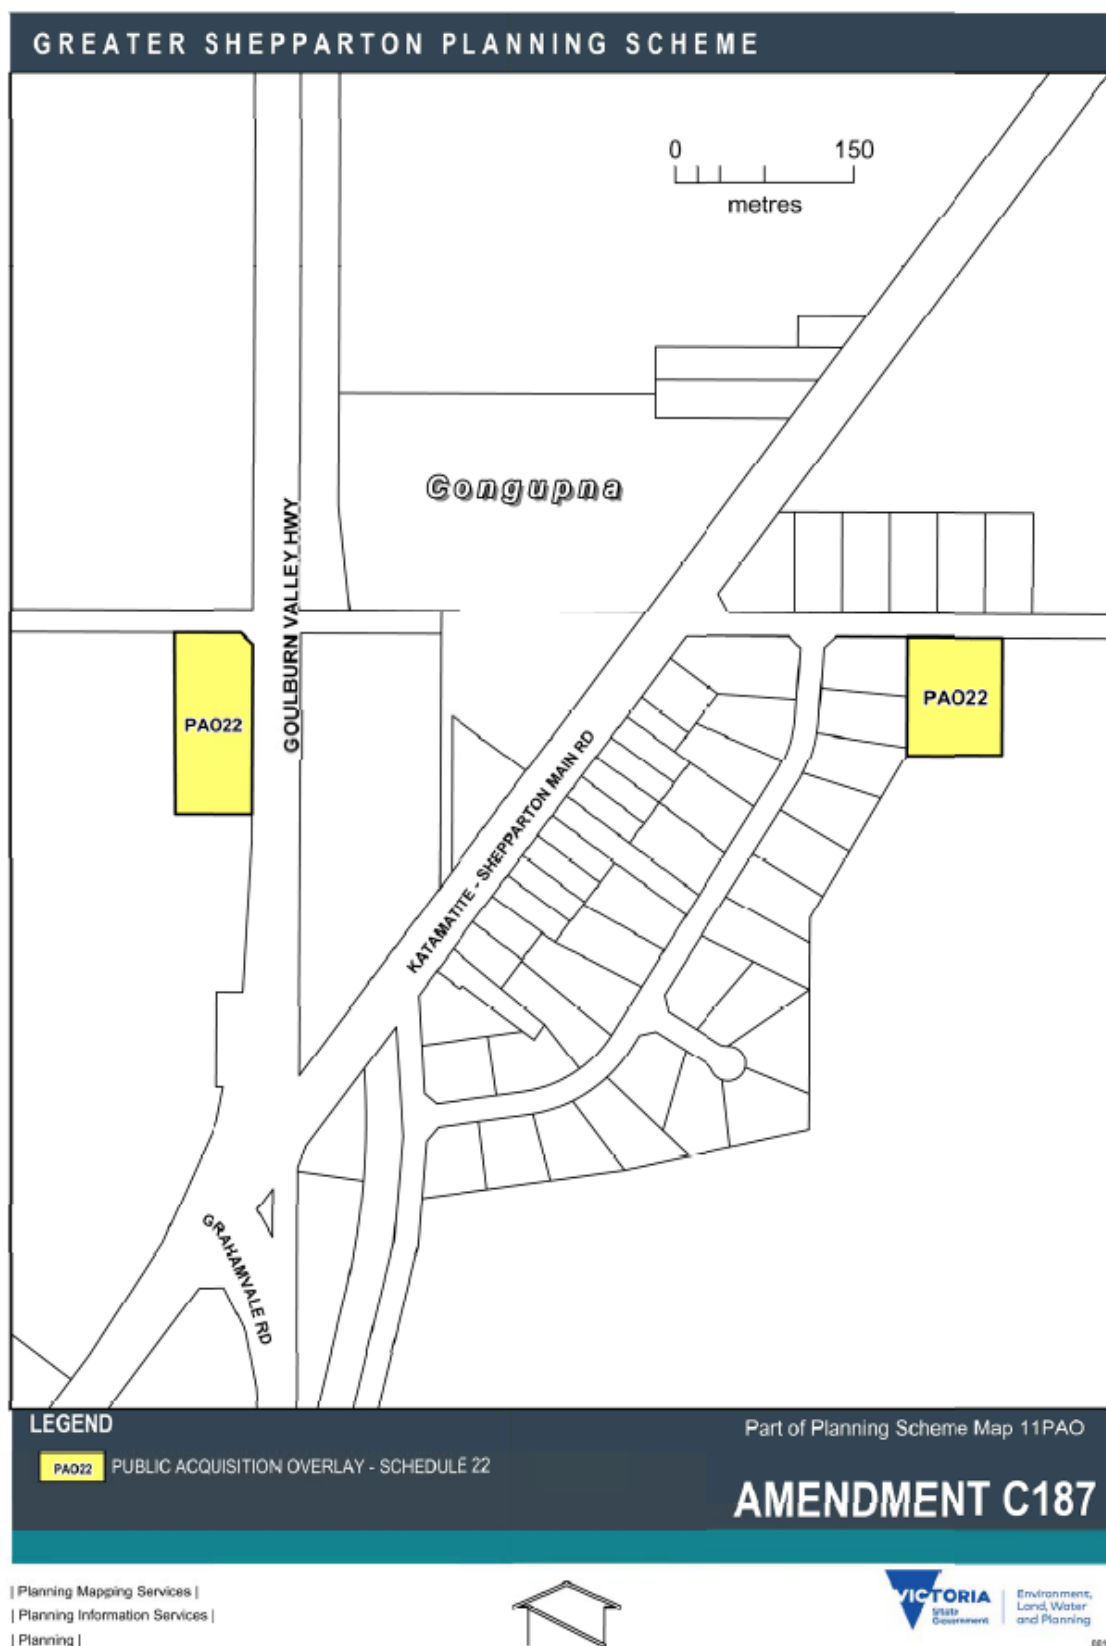 GREATER SHEPPARTON PLANNING SCHEME
0 150
metres
Congupna
GOULBURN VALLEY HWY
PAO22
PAO22
KATAMATITE - SHEPPARTON MAIN RD
GRAHAMVALE RD
LEGEND
PAO22 PUBLIC ACQUISITION OVERLAY - SCHEDULE 22
Part of Planning Scheme Map 11PAO
AMENDMENT C187
| Planning Mapping Services |
| Planning Information Services |
| Planning |
VICTORIA
State
Government
Environment,
Land, Water
and Planning